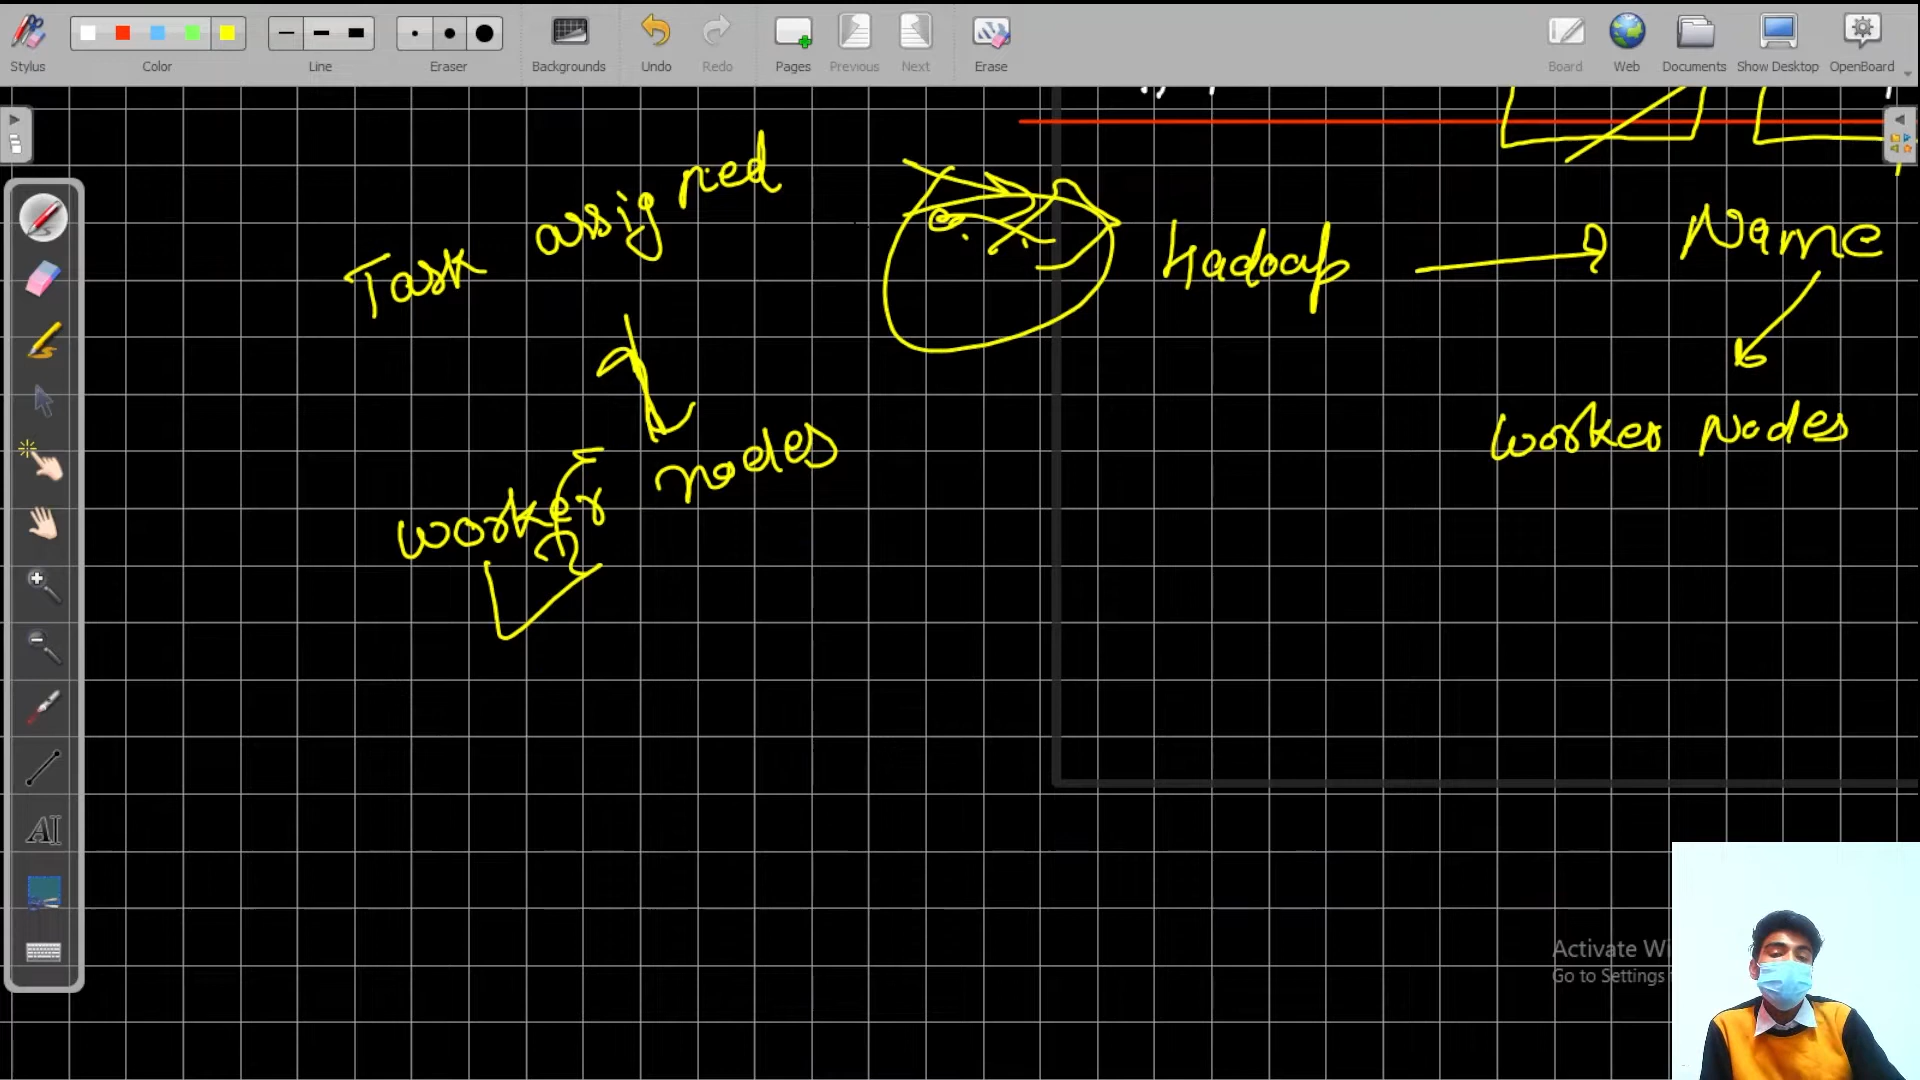 Stylus
Color
Line
Eraser
Backgrounds
Undo
Redo
Pages
Previous
Next
Erase
Board
Web
Documents
Show Desktop
OpenBoard
Task assigned
hadoop
Name
worker nodes
worker Nodes
AI
Activate Wi
Go to Settings